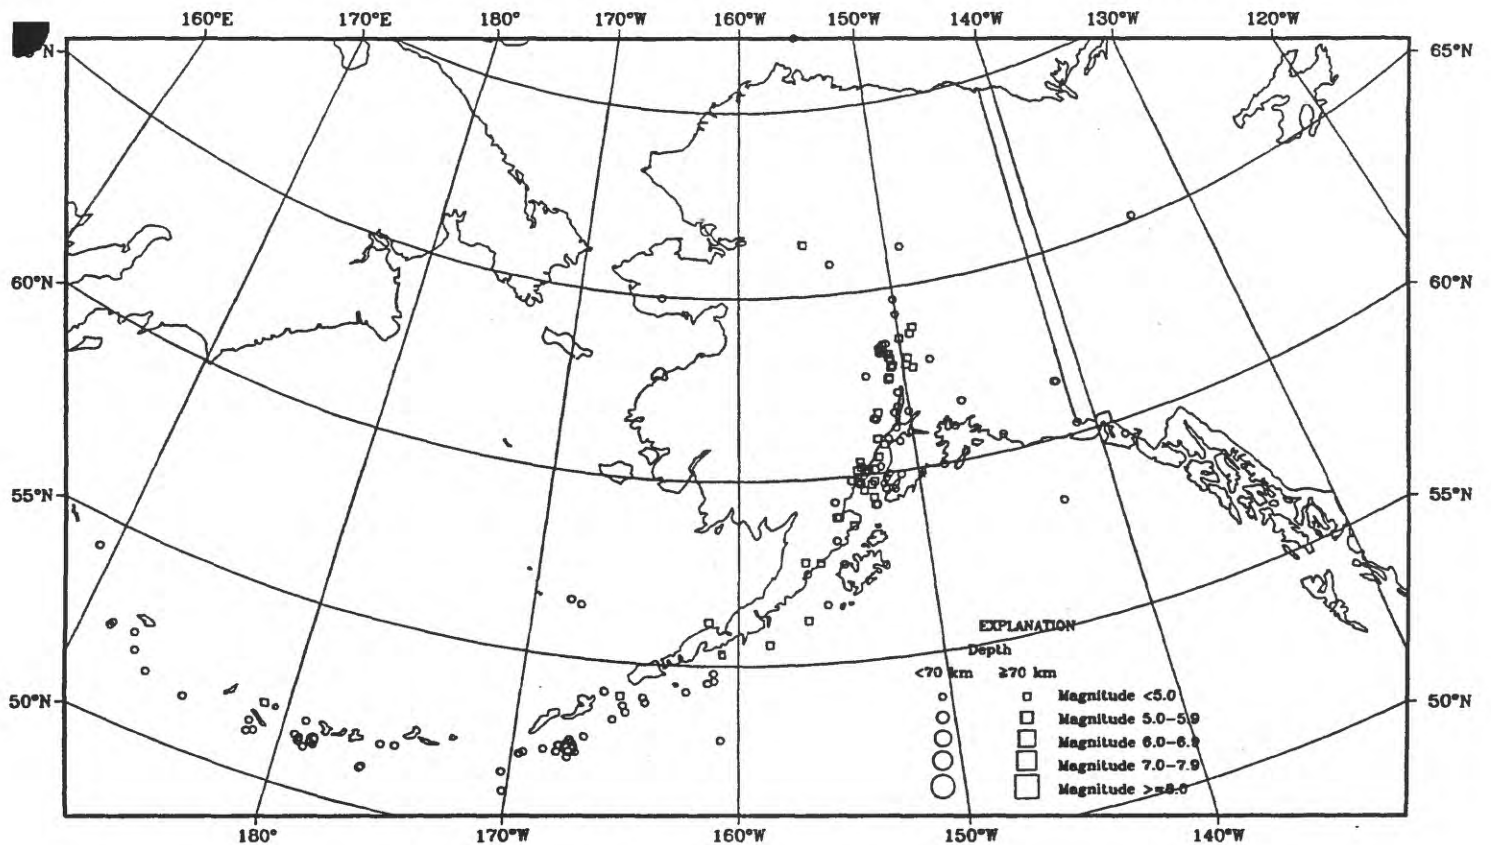 160°E 170°E 180° 170°W 160°W 150°W 140°W 130°W 120°W
65°N
60°N 60°N
55°N 55°N
EXPLANATION
Depth
<70 km ≥70 km
Magnitude <5.0
50°N 50°N
Magnitude 5.0-5.9
Magnitude 6.0-6.9
Magnitude 7.0-7.9
Magnitude >=8.0
180° 170°W 160°W 150°W 140°W